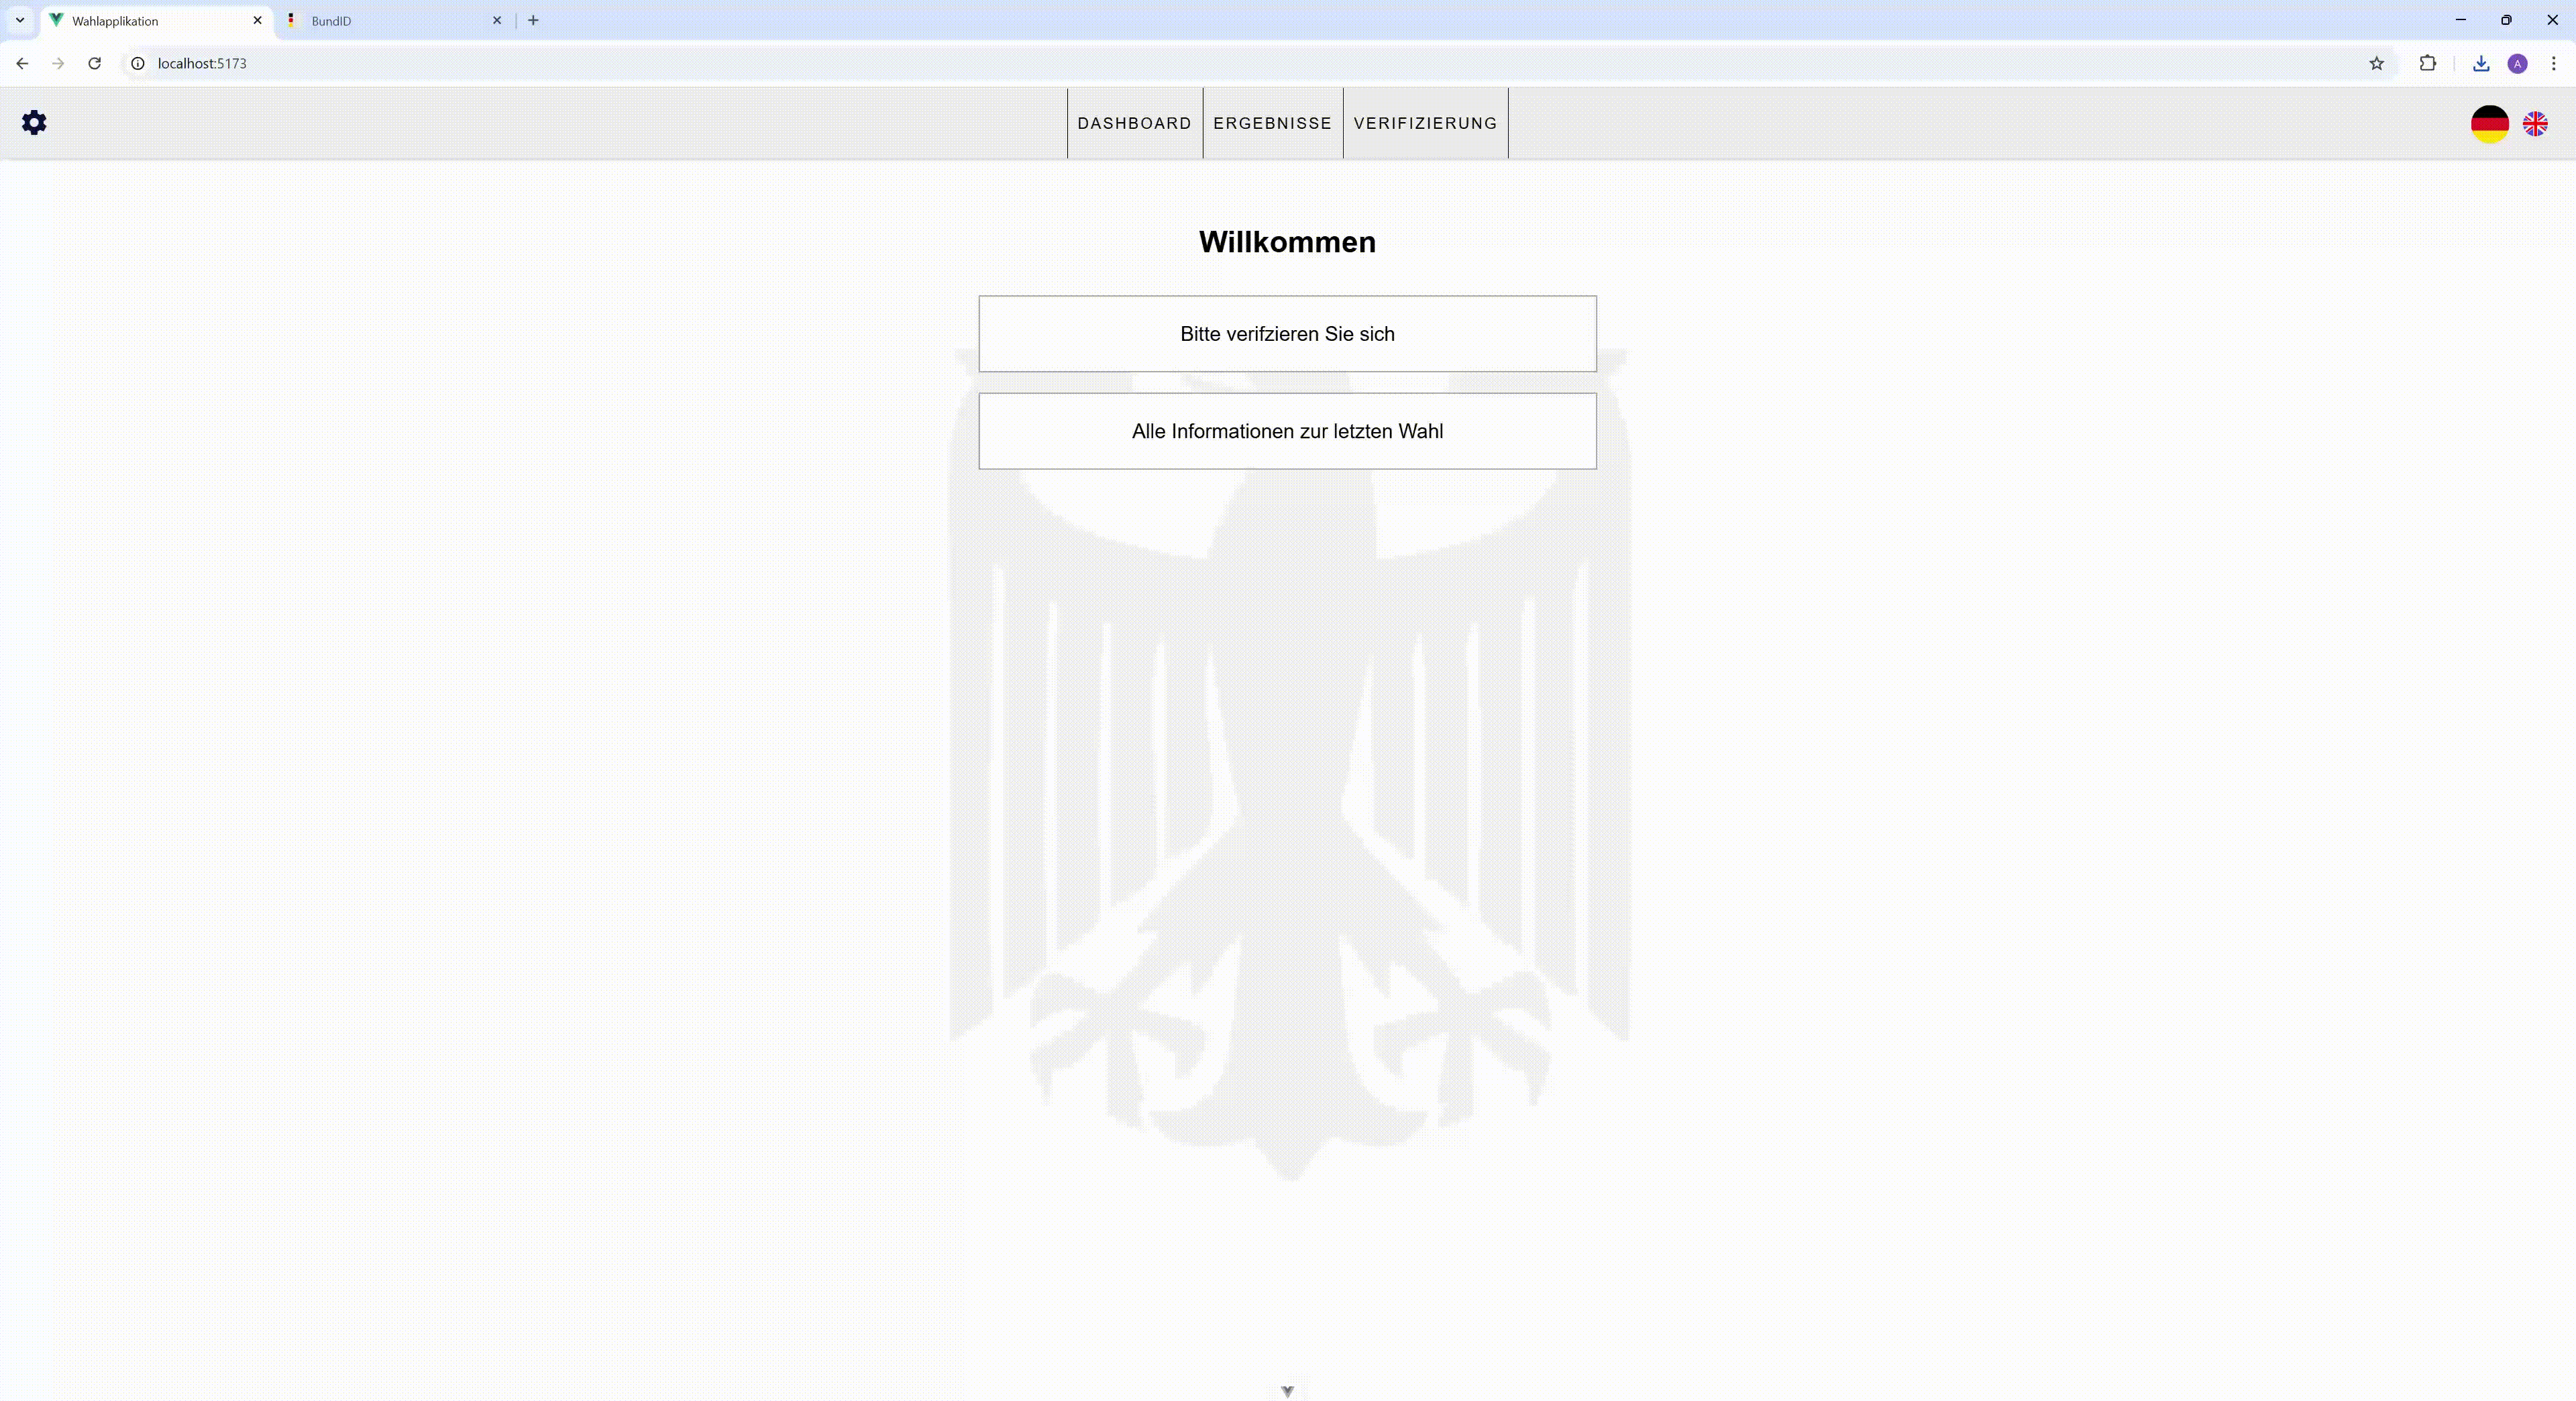 Wahlapplikation
BundID
localhost:5173
A
DASHBOARD ERGEBNISSE VERIFIZIERUNG
Willkommen
Bitte verifzieren Sie sich
Alle Informationen zur letzten Wahl